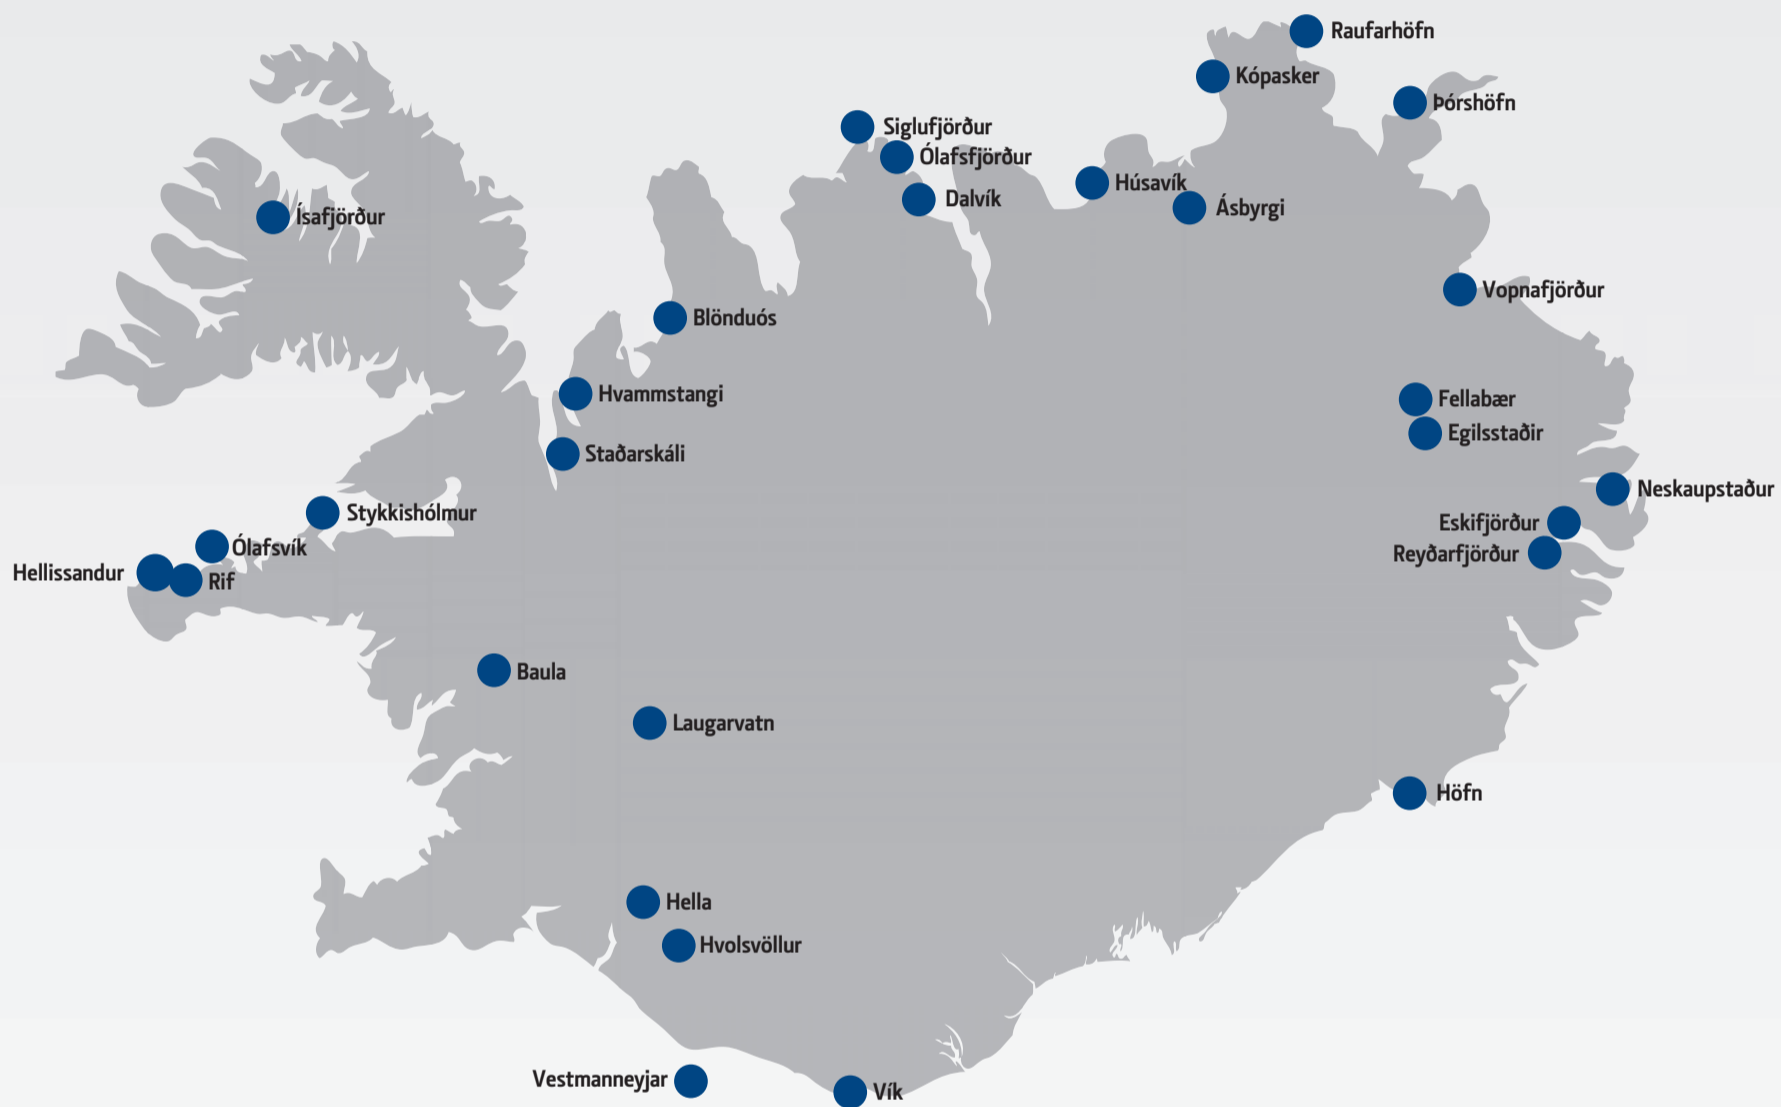 Raufarhöfn
Kópasker
Þórshöfn
Siglufjörður
Ólafsfjörður
Húsavík
Dalvík
Ásbyrgi
Ísafjörður
Vopnafjörður
Blönduós
Hvammstangi
Fellabær
Egilsstaðir
Staðarskáli
Neskaupstaður
Stykkishólmur
Eskifjörður
Ólafsvík
Reyðarfjörður
Hellissandur
Rif
Baula
Laugarvatn
Höfn
Hella
Hvolsvöllur
Vestmanneyjar
Vík